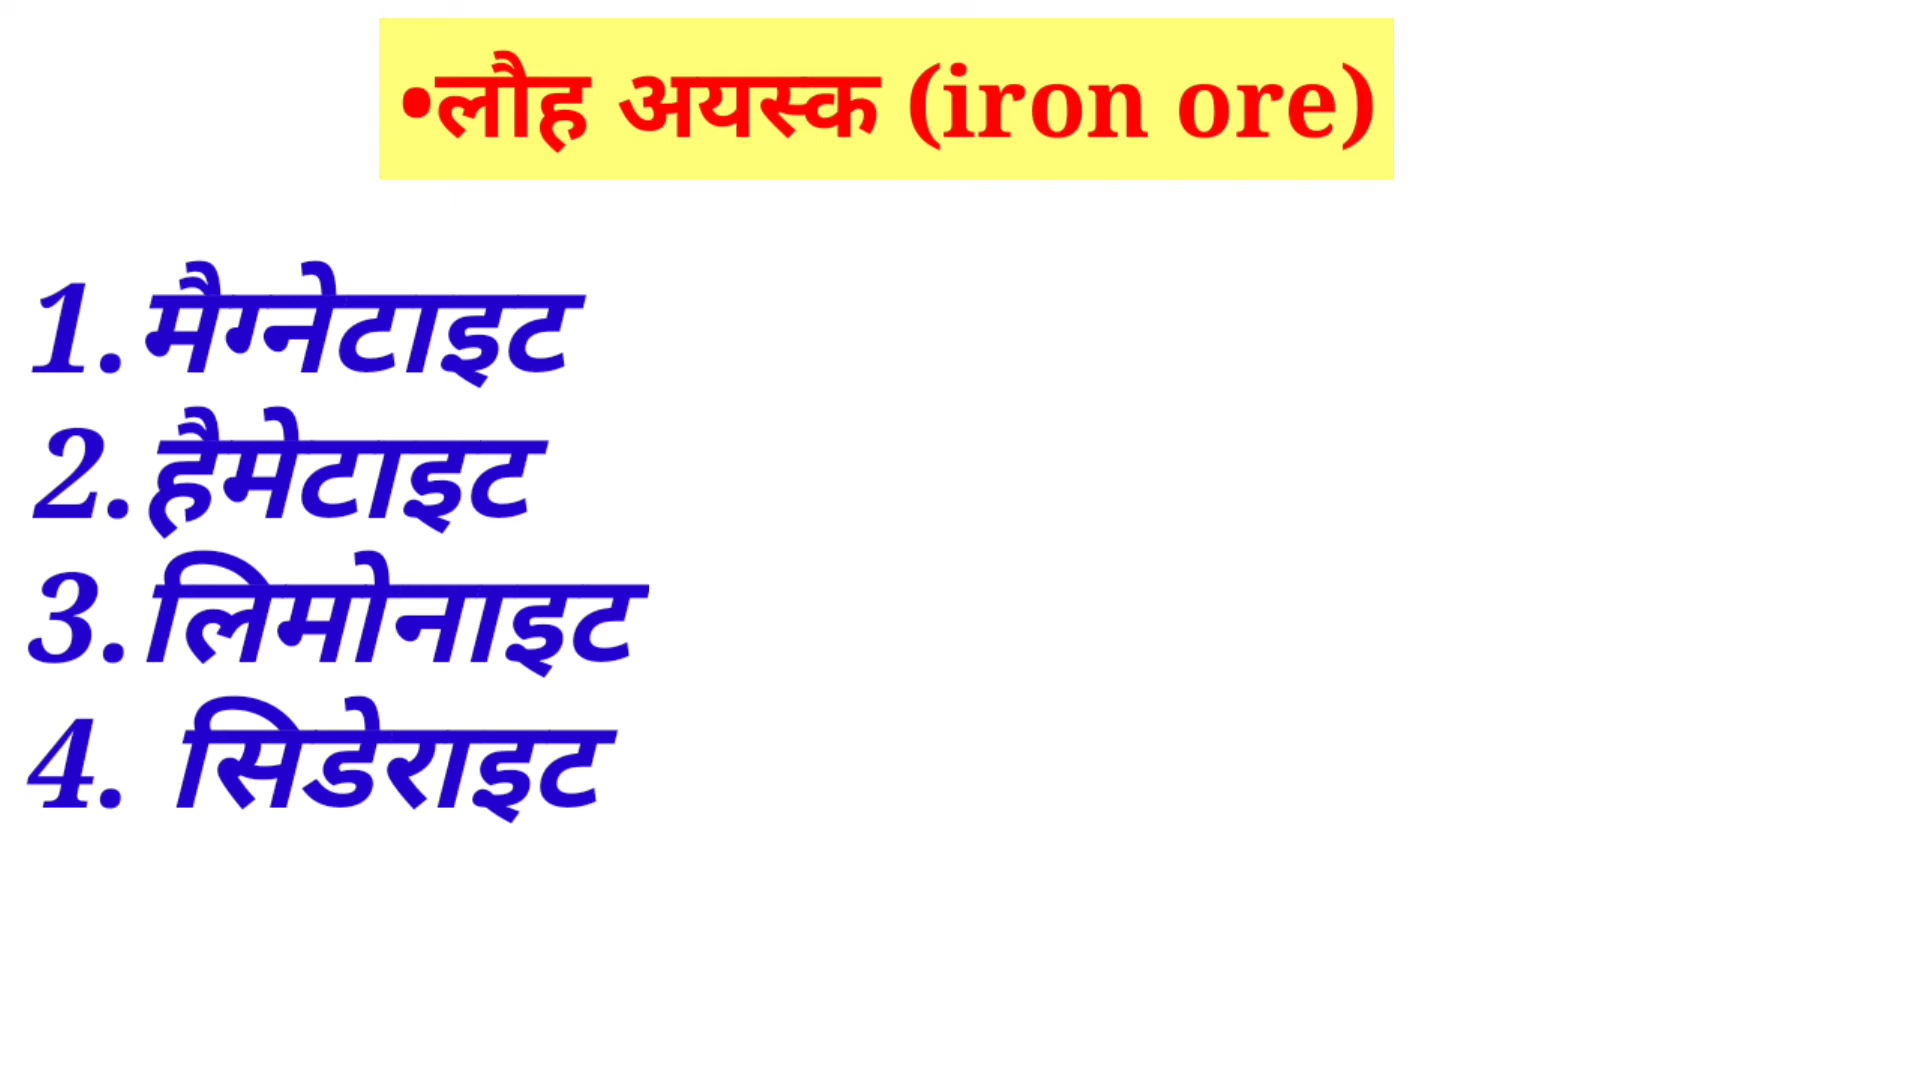 •लौह अयस्क (iron ore)
1.मैग्नेटाइट
2.हैमेटाइट
3.लिमोनाइट
4. सिडेराइट